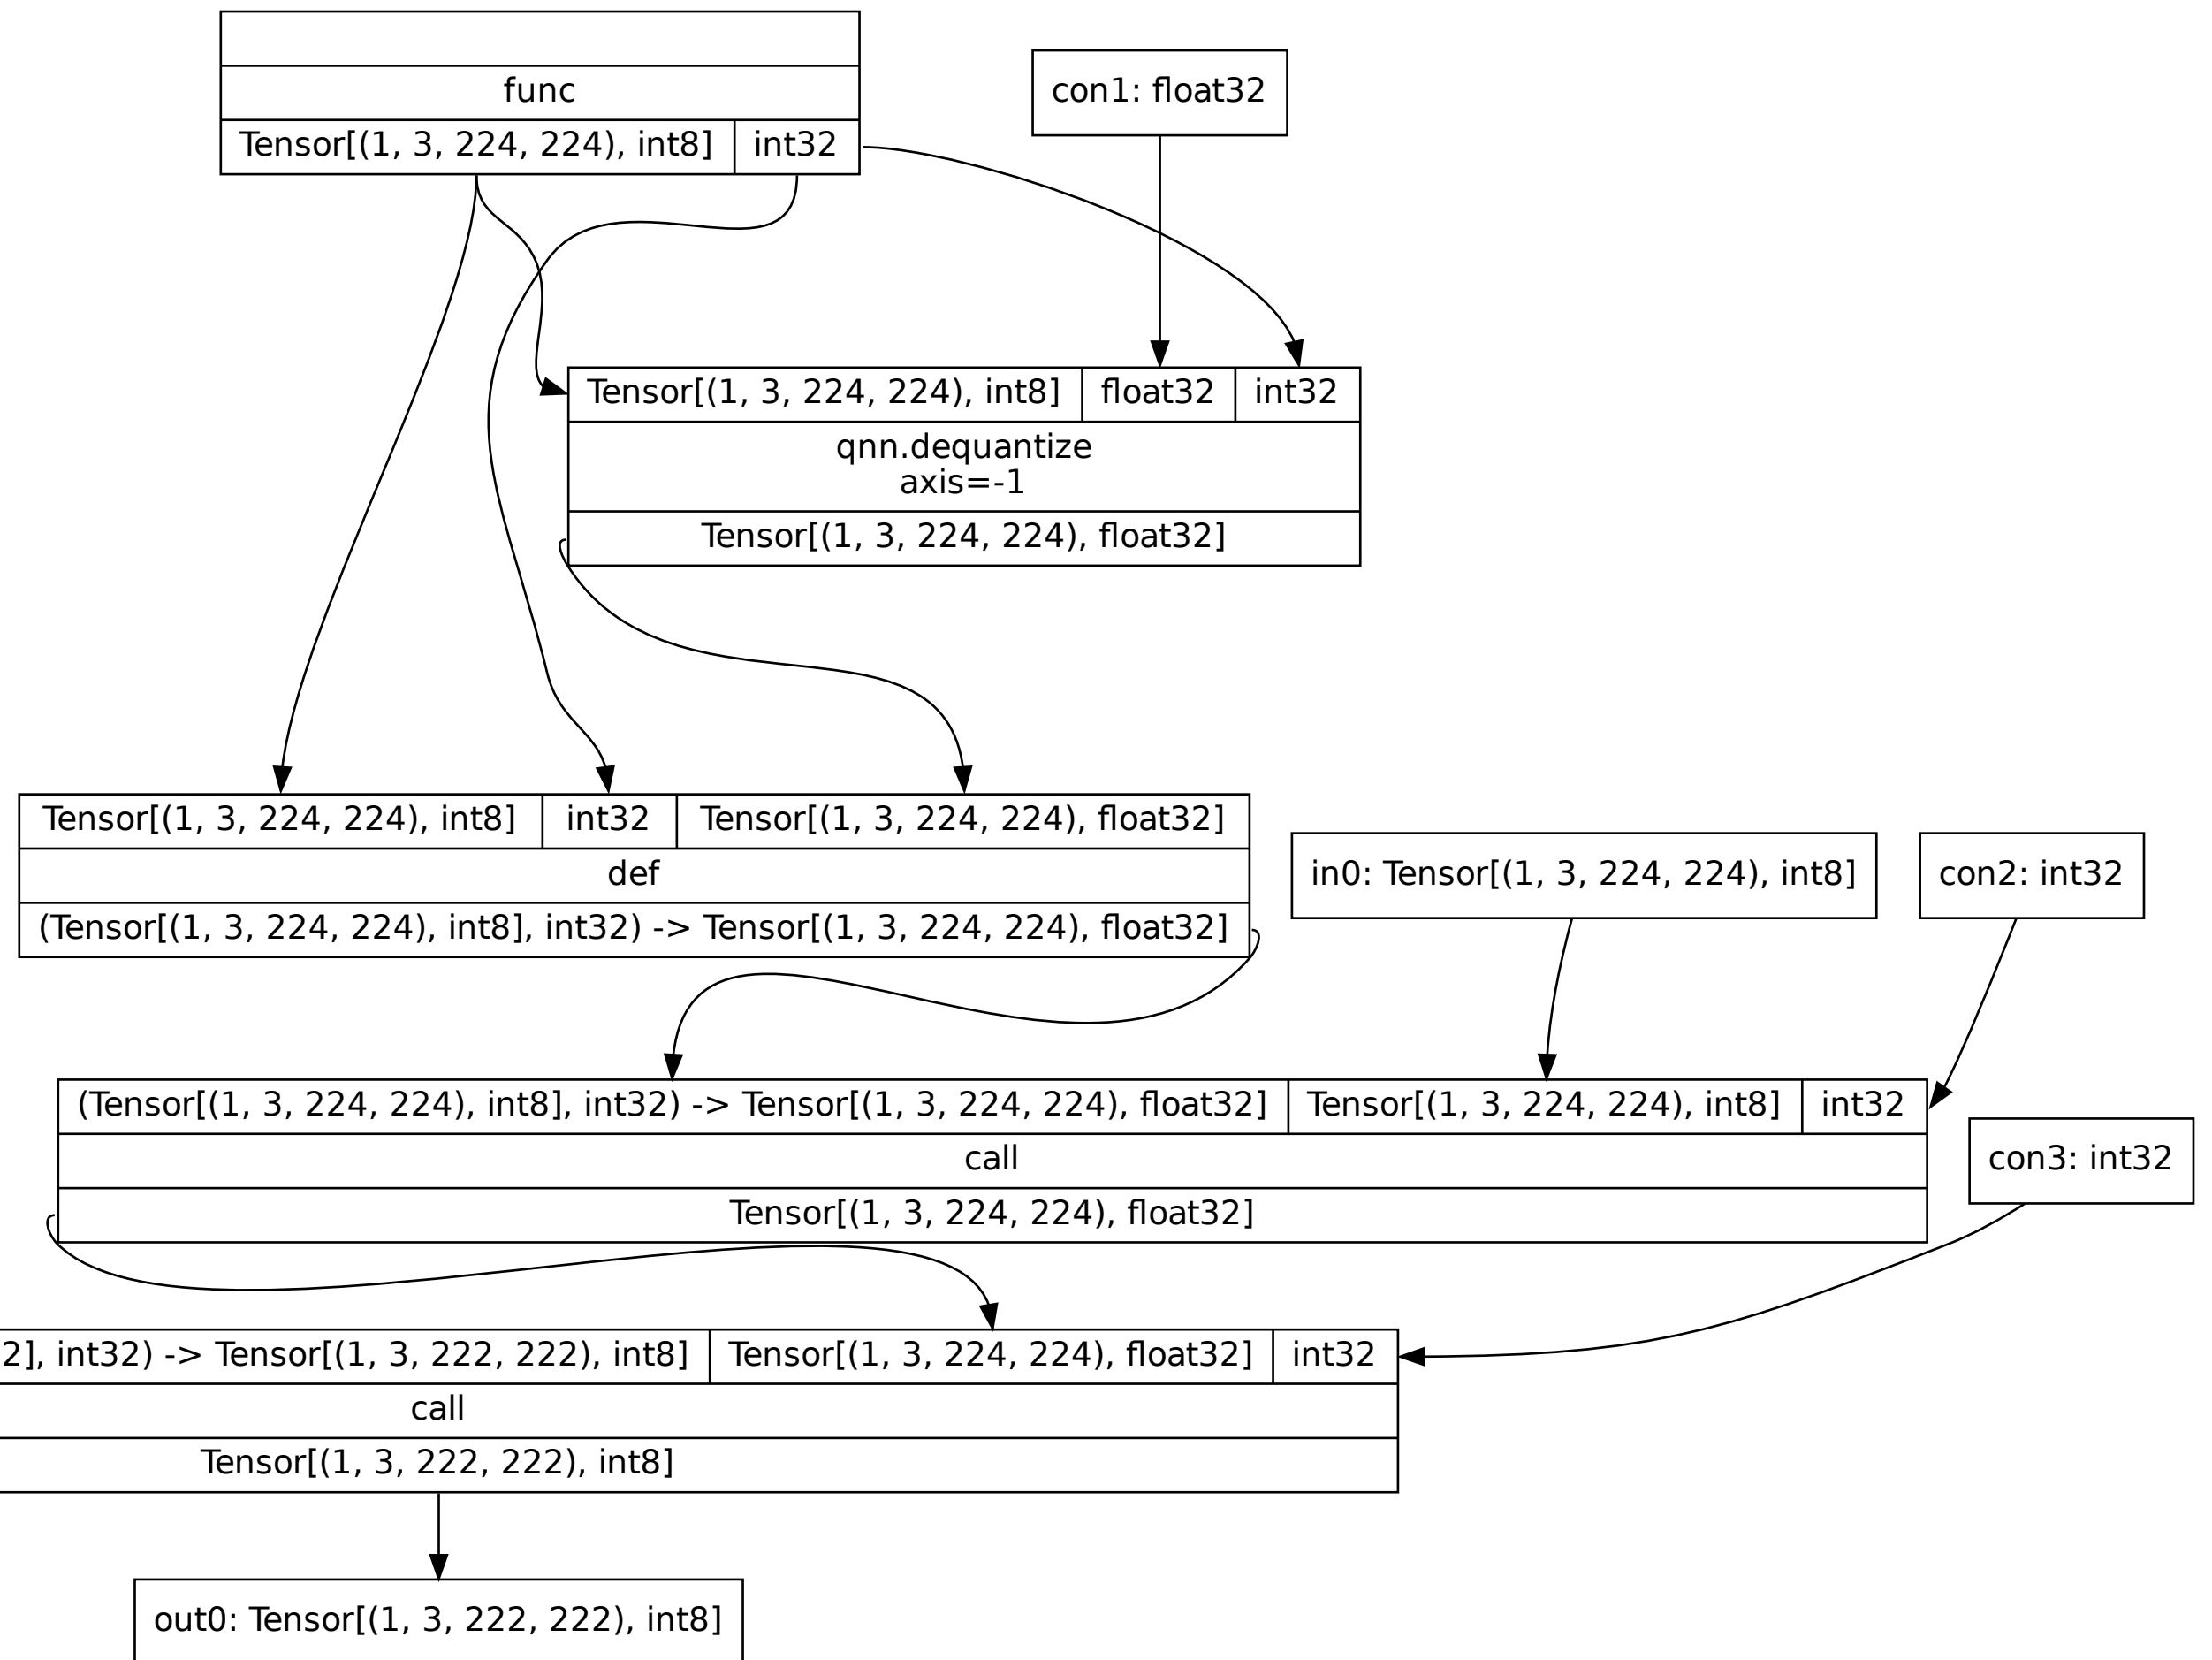 func
Tensor[(1, 3, 224, 224), int8] int32
con1: float32
Tensor[(1, 3, 224, 224), int8] float32 int32
qnn.dequantize
axis=-1
Tensor[(1, 3, 224, 224), float32]
Tensor[(1, 3, 224, 224), int8] int32 Tensor[(1, 3, 224, 224), float32]
def
(Tensor[(1, 3, 224, 224), int8], int32) -> Tensor[(1, 3, 224, 224), float32]
in0: Tensor[(1, 3, 224, 224), int8]
con2: int32
(Tensor[(1, 3, 224, 224), int8], int32) -> Tensor[(1, 3, 224, 224), float32] Tensor[(1, 3, 224, 224), int8] int32
call
Tensor[(1, 3, 224, 224), float32]
con3: int32
2], int32) -> Tensor[(1, 3, 222, 222), int8] Tensor[(1, 3, 224, 224), float32] int32
call
Tensor[(1, 3, 222, 222), int8]
out0: Tensor[(1, 3, 222, 222), int8]